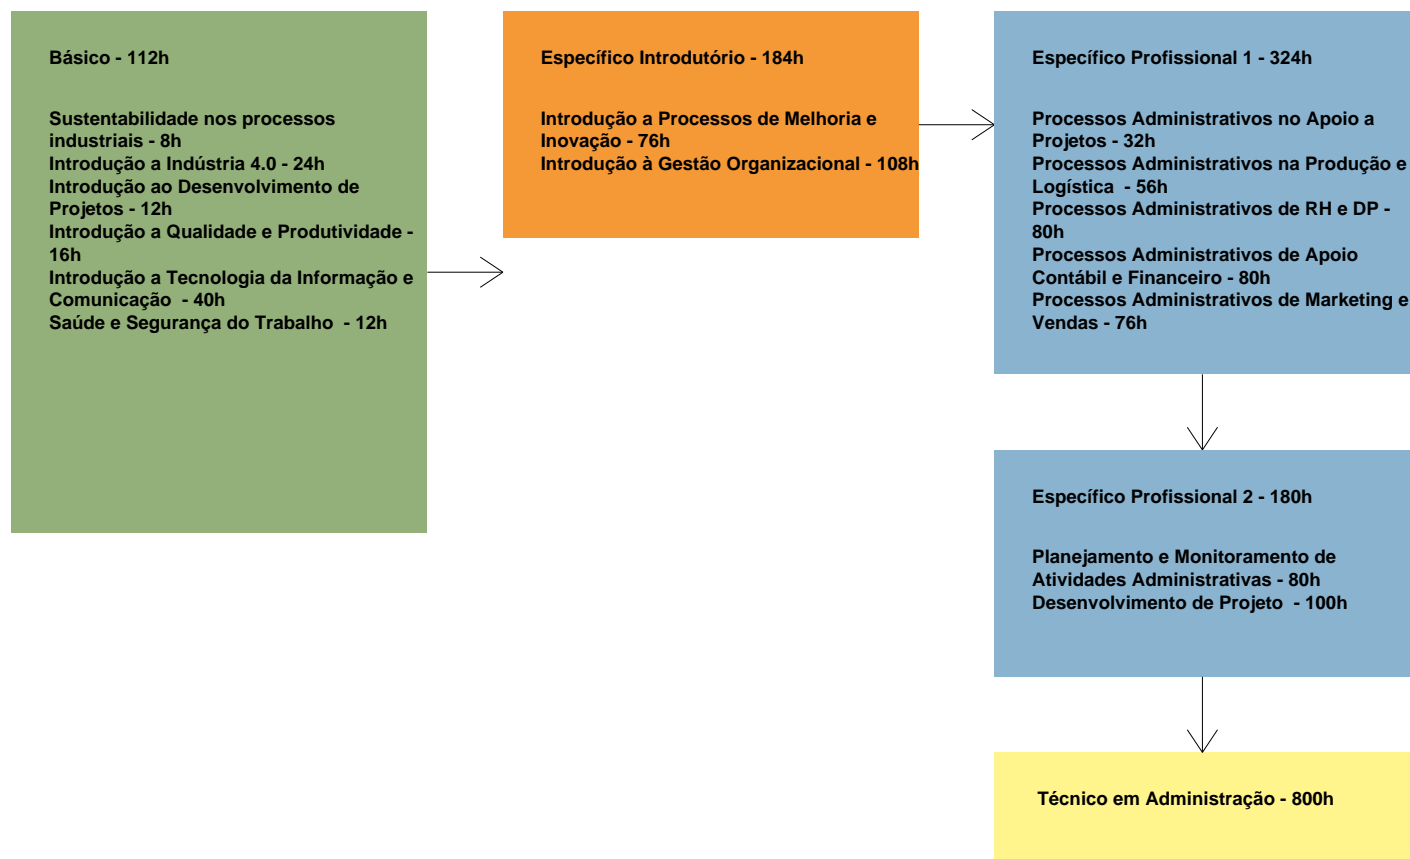 Básico - 112h
Sustentabilidade nos processos
industriais - 8h
Introdução a Indústria 4.0 - 24h
Introdução ao Desenvolvimento de
Projetos - 12h
Introdução a Qualidade e Produtividade -
16h
Introdução a Tecnologia da Informação e
Comunicação  - 40h
Saúde e Segurança do Trabalho  - 12h
Específico Introdutório - 184h
Introdução a Processos de Melhoria e
Inovação - 76h
Introdução à Gestão Organizacional - 108h
Específico Profissional 1 - 324h
Processos Administrativos no Apoio a
Projetos - 32h
Processos Administrativos na Produção e
Logística  - 56h
Processos Administrativos de RH e DP -
80h
Processos Administrativos de Apoio
Contábil e Financeiro - 80h
Processos Administrativos de Marketing e
Vendas - 76h
Específico Profissional 2 - 180h
Planejamento e Monitoramento de
Atividades Administrativas - 80h
Desenvolvimento de Projeto  - 100h
Técnico em Administração - 800h